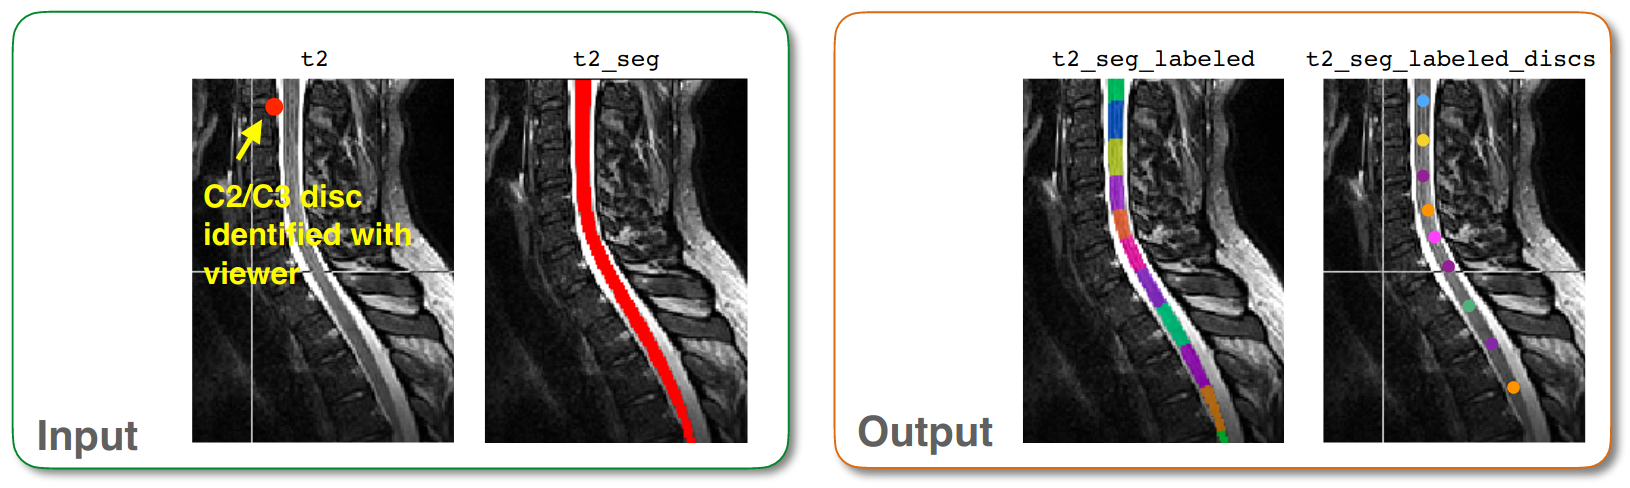 t2
t2_seg
C2/C3 disc
identified with
viewer
Input
t2_seg_labeled
t2_seg_labeled_discs
Output